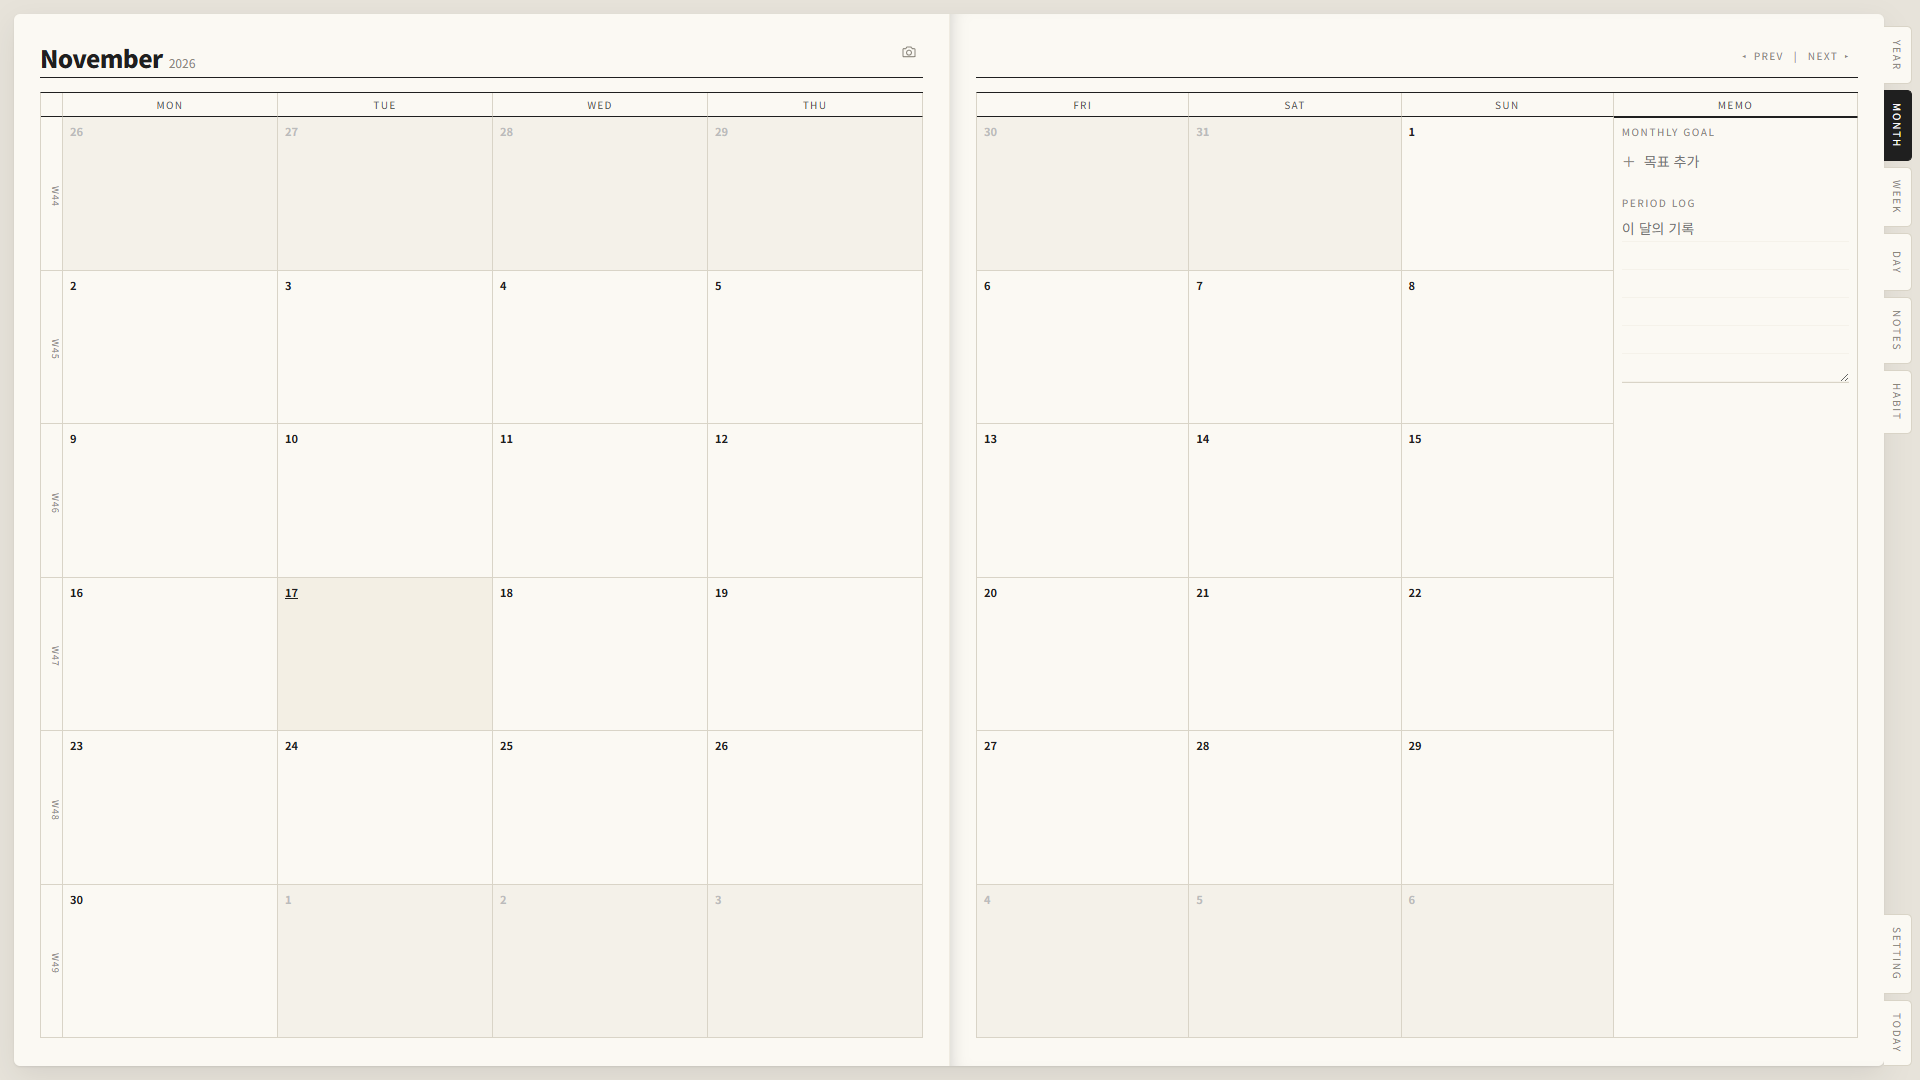 November 2026
◂ PREV | NEXT ▸
MON TUE WED THU FRI SAT SUN MEMO
W44 26 27 28 29 30 31 1
W45 2 3 4 5 6 7 8
W46 9 10 11 12 13 14 15
W47 16 17 18 19 20 21 22
W48 23 24 25 26 27 28 29
W49 30 1 2 3 4 5 6
MONTHLY GOAL
+ 목표 추가
PERIOD LOG
이 달의 기록
YEAR
MONTH
WEEK
DAY
NOTES
HABIT
SETTING
TODAY